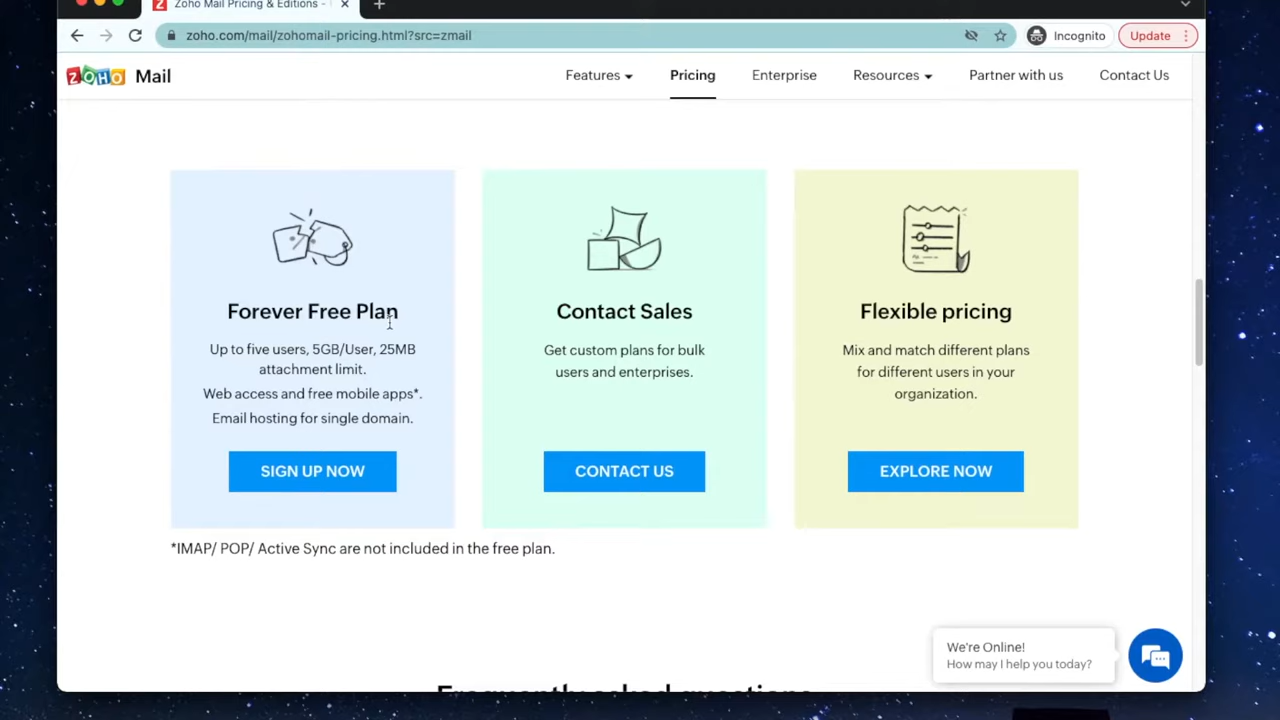 Zoho Mail Pricing & Editions -
zoho.com/mail/zohomail-pricing.html?src=zmail
Incognito
Update
ZOHO Mail
Features
Pricing
Enterprise
Resources
Partner with us
Contact Us
Forever Free Plan
Up to five users, 5GB/User, 25MB
attachment limit.
Web access and free mobile apps*.
Email hosting for single domain.
SIGN UP NOW
Contact Sales
Get custom plans for bulk
users and enterprises.
CONTACT US
Flexible pricing
Mix and match different plans
for different users in your
organization.
EXPLORE NOW
*IMAP/ POP/ Active Sync are not included in the free plan.
We're Online!
How may I help you today?
Frequently asked questions